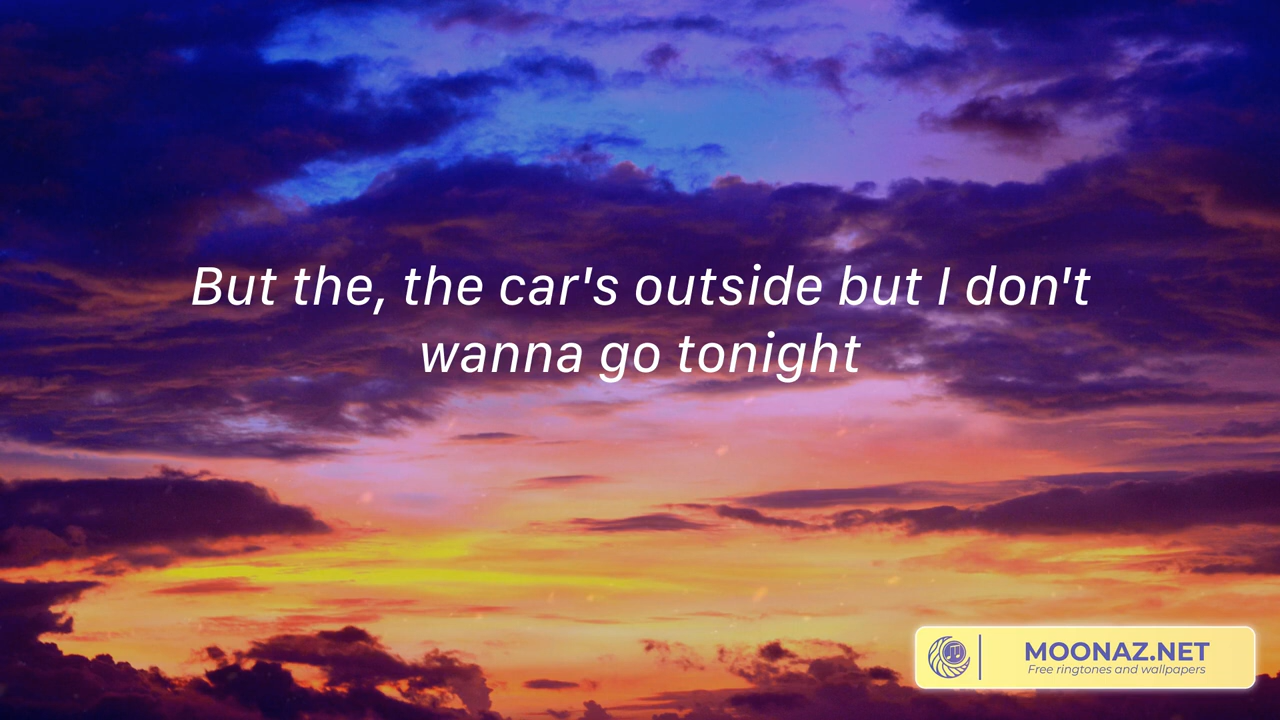 But the, the car's outside but I don't
wanna go tonight
MOONAZ.NET
Free ringtones and wallpapers